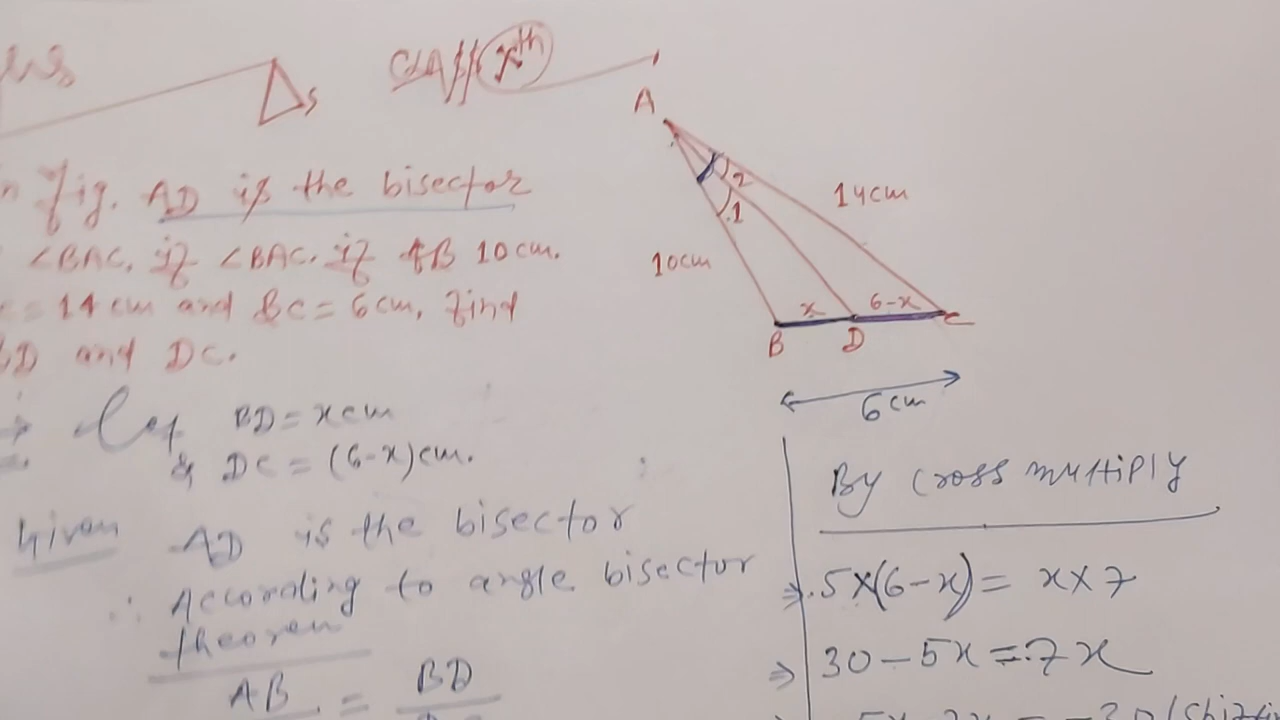 △s
CLASS Xth
fig. AD is the bisector
∠BAC. if ∠BAC. if AB 10cm.
= 14 cm and BC = 6cm, find
BD and DC.
A
2
1
14cm
10cm
x
6-x
B
D
C
6cm
Let BD = x cm
& DC = (6-x)cm.
Given AD is the bisector
∴ According to angle bisector
theorem
AB = BD
By cross multiply
⇒ 5×(6-x) = x×7
⇒ 30-5x = 7x